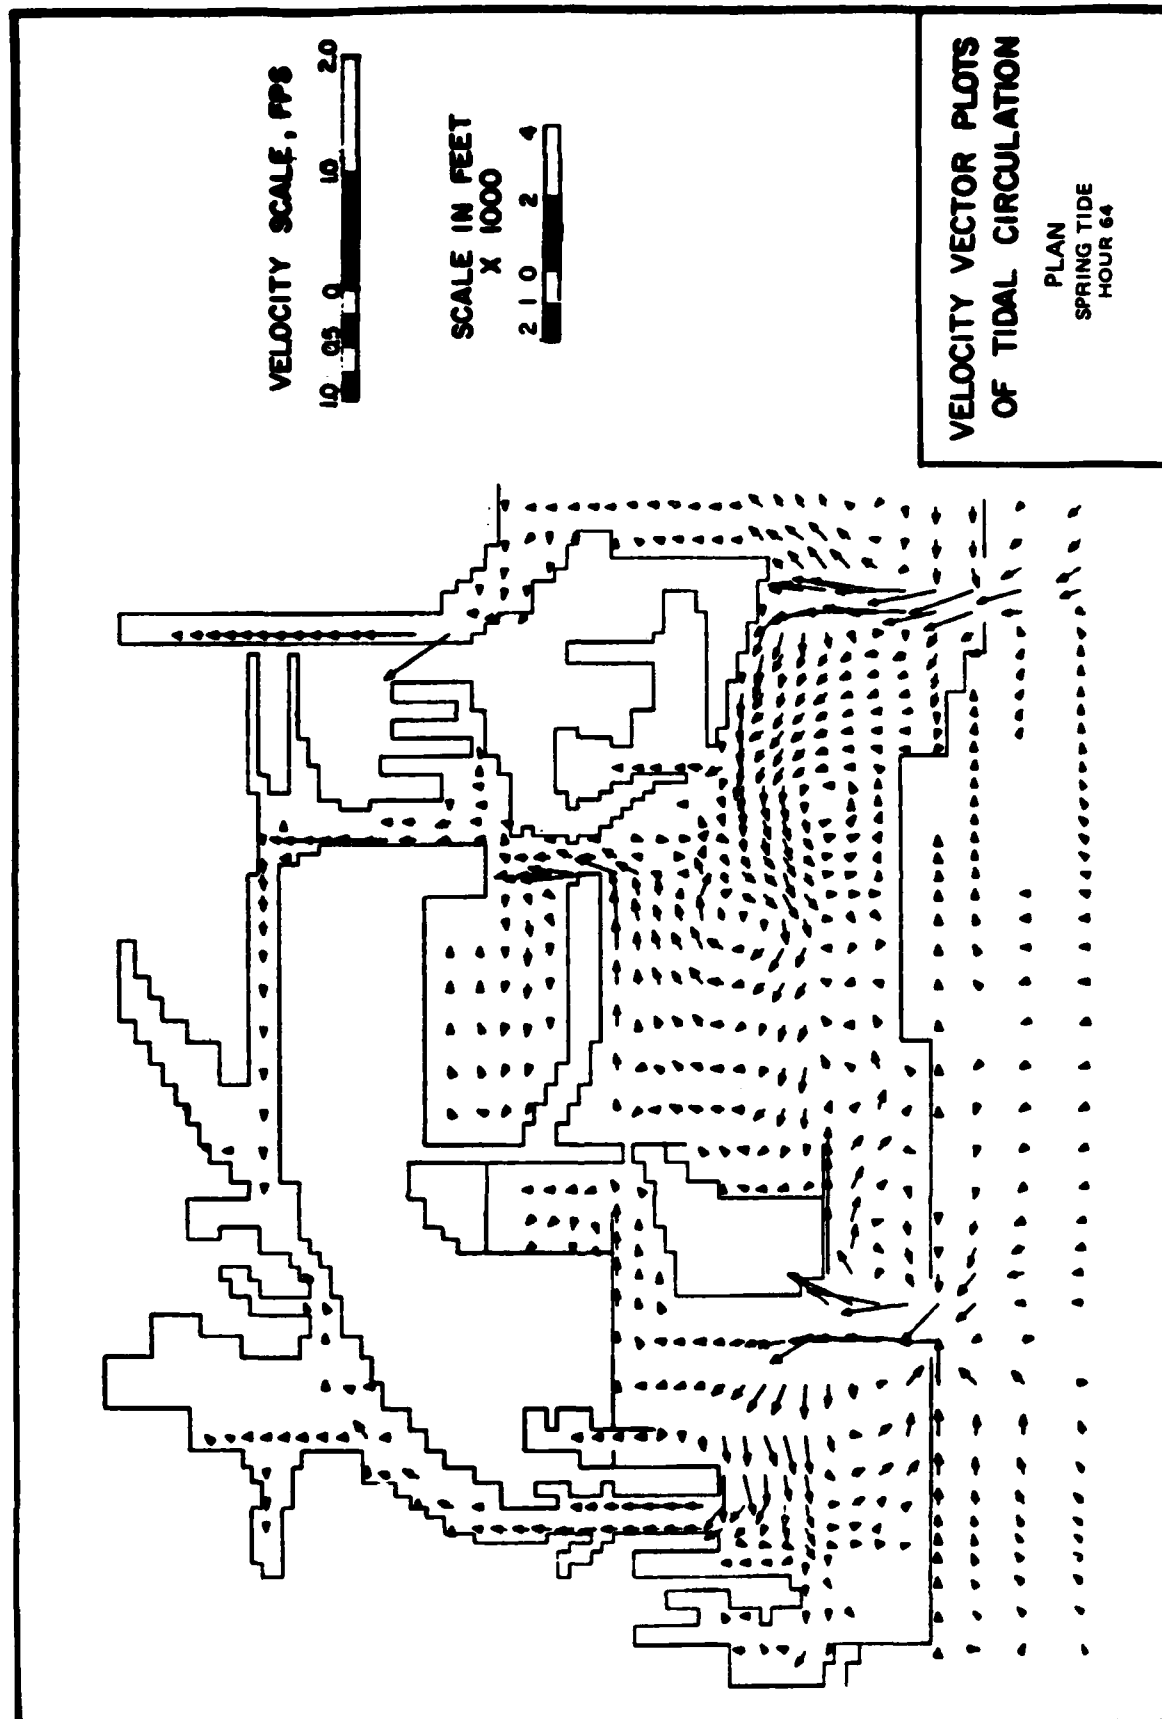 VELOCITY SCALE, FPS
1.0 0.5 0 1.0 2.0
SCALE IN FEET
X 1000
2 1 0 2 4
VELOCITY VECTOR PLOTS
OF TIDAL CIRCULATION
PLAN
SPRING TIDE
HOUR 64